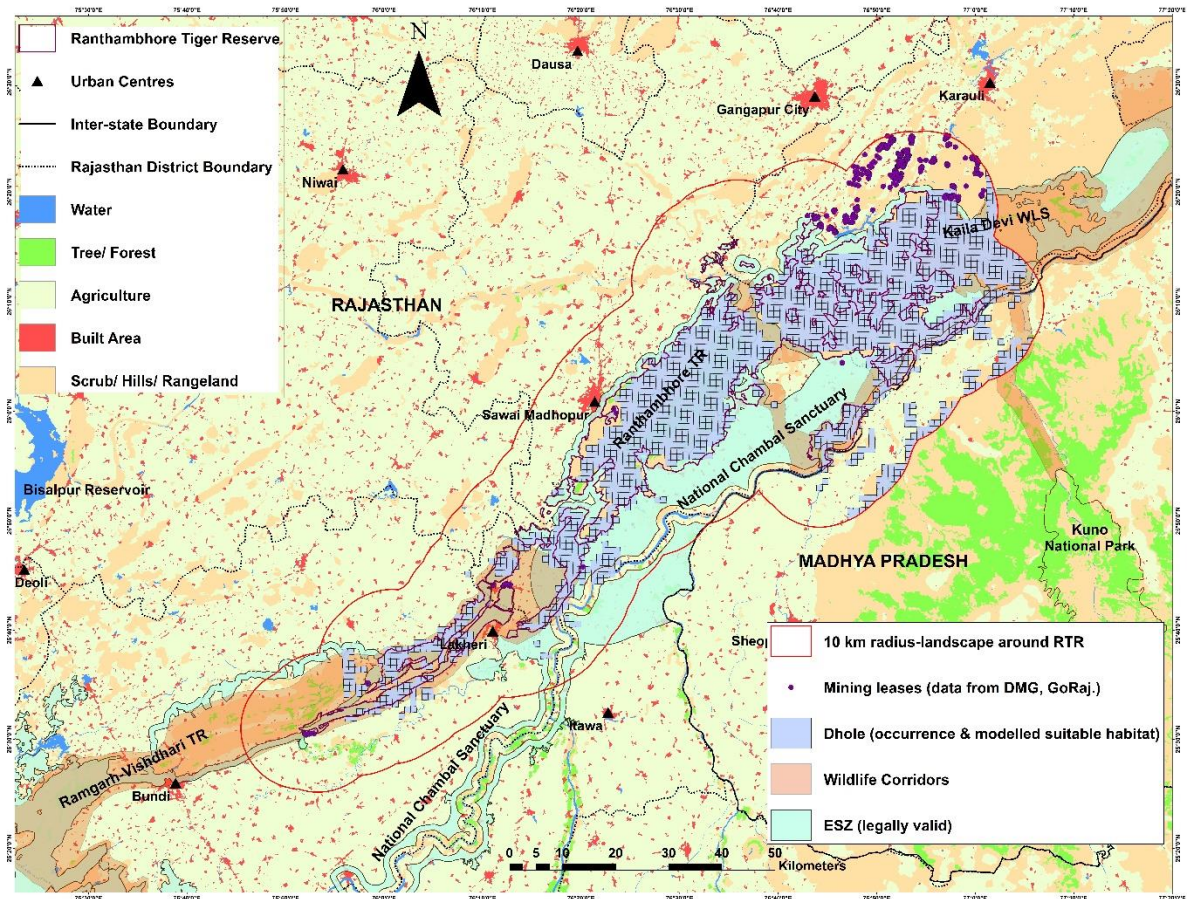 Ranthambhore Tiger Reserve
Urban Centres
Inter-state Boundary
Rajasthan District Boundary
Water
Tree/ Forest
Agriculture
Built Area
Scrub/ Hills/ Rangeland
N
Dausa
Gangapur City
Karauli
Niwai
Kaila Devi WLS
RAJASTHAN
Ranthambhore TR
Sawai Madhopur
National Chambal Sanctuary
Bisalpur Reservoir
Kuno
National Park
MADHYA PRADESH
Deoli
Lakheri
Itawa
National Chambal Sanctuary
Ramgarh-Vishdhari TR
Bundi
10 km radius-landscape around RTR
Mining leases (data from DMG, GoRaj.)
Dhole (occurrence & modelled suitable habitat)
Wildlife Corridors
ESZ (legally valid)
0 5 10 20 30 40 50
Kilometers